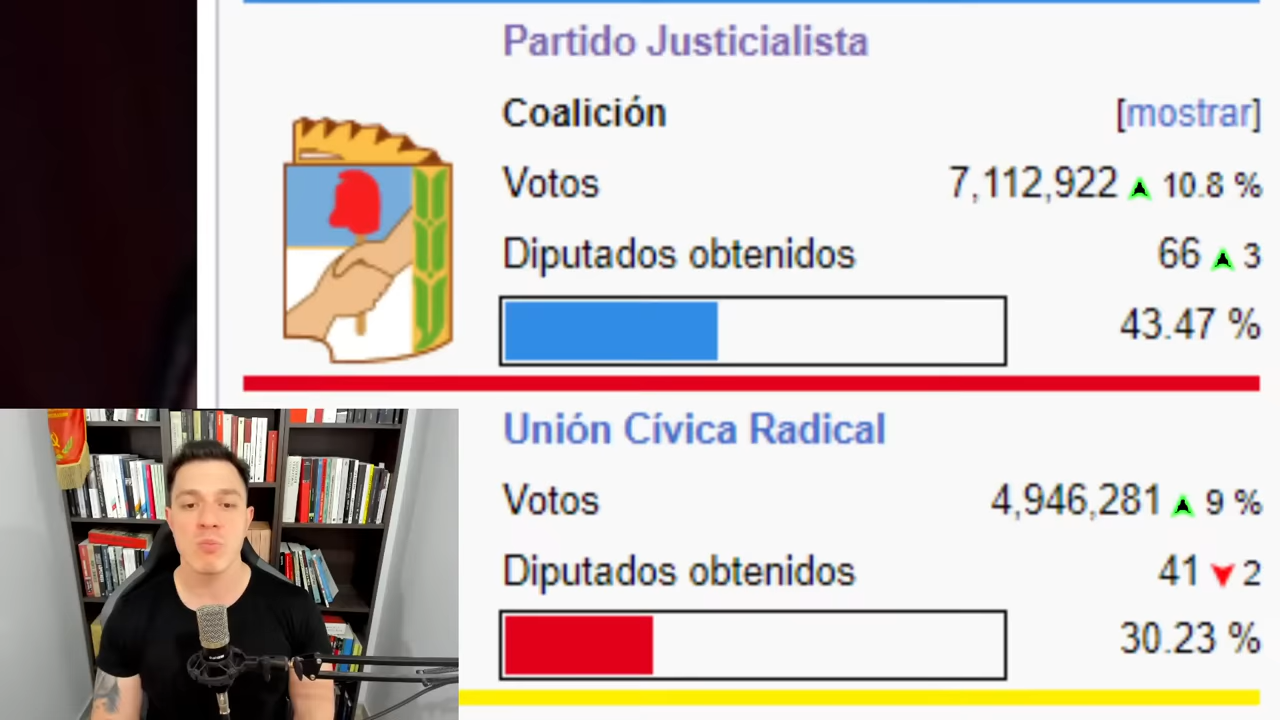 Partido Justicialista
Coalición [mostrar]
Votos 7,112,922 10.8 %
Diputados obtenidos 66 3
43.47 %
Unión Cívica Radical
Votos 4,946,281 9 %
Diputados obtenidos 41 2
30.23 %